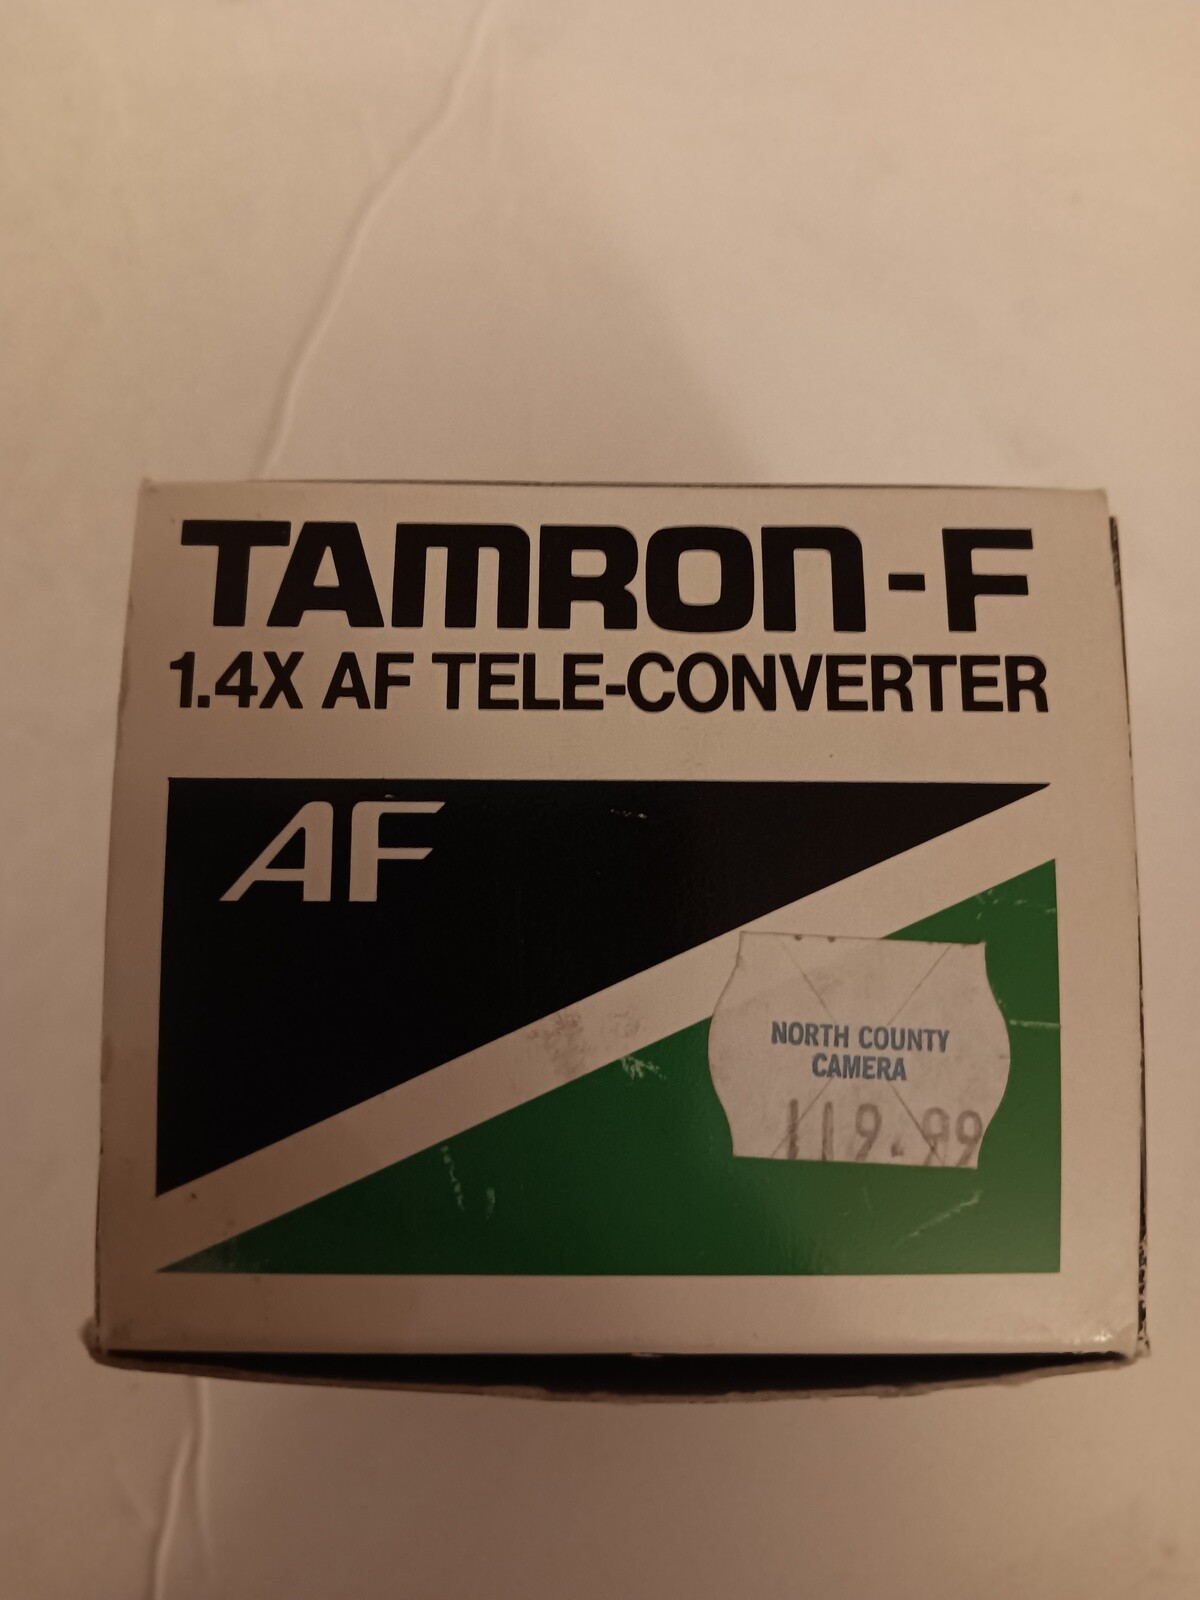 TAMRON-F
1.4X AF TELE-CONVERTER
AF
NORTH COUNTY
CAMERA
119.99